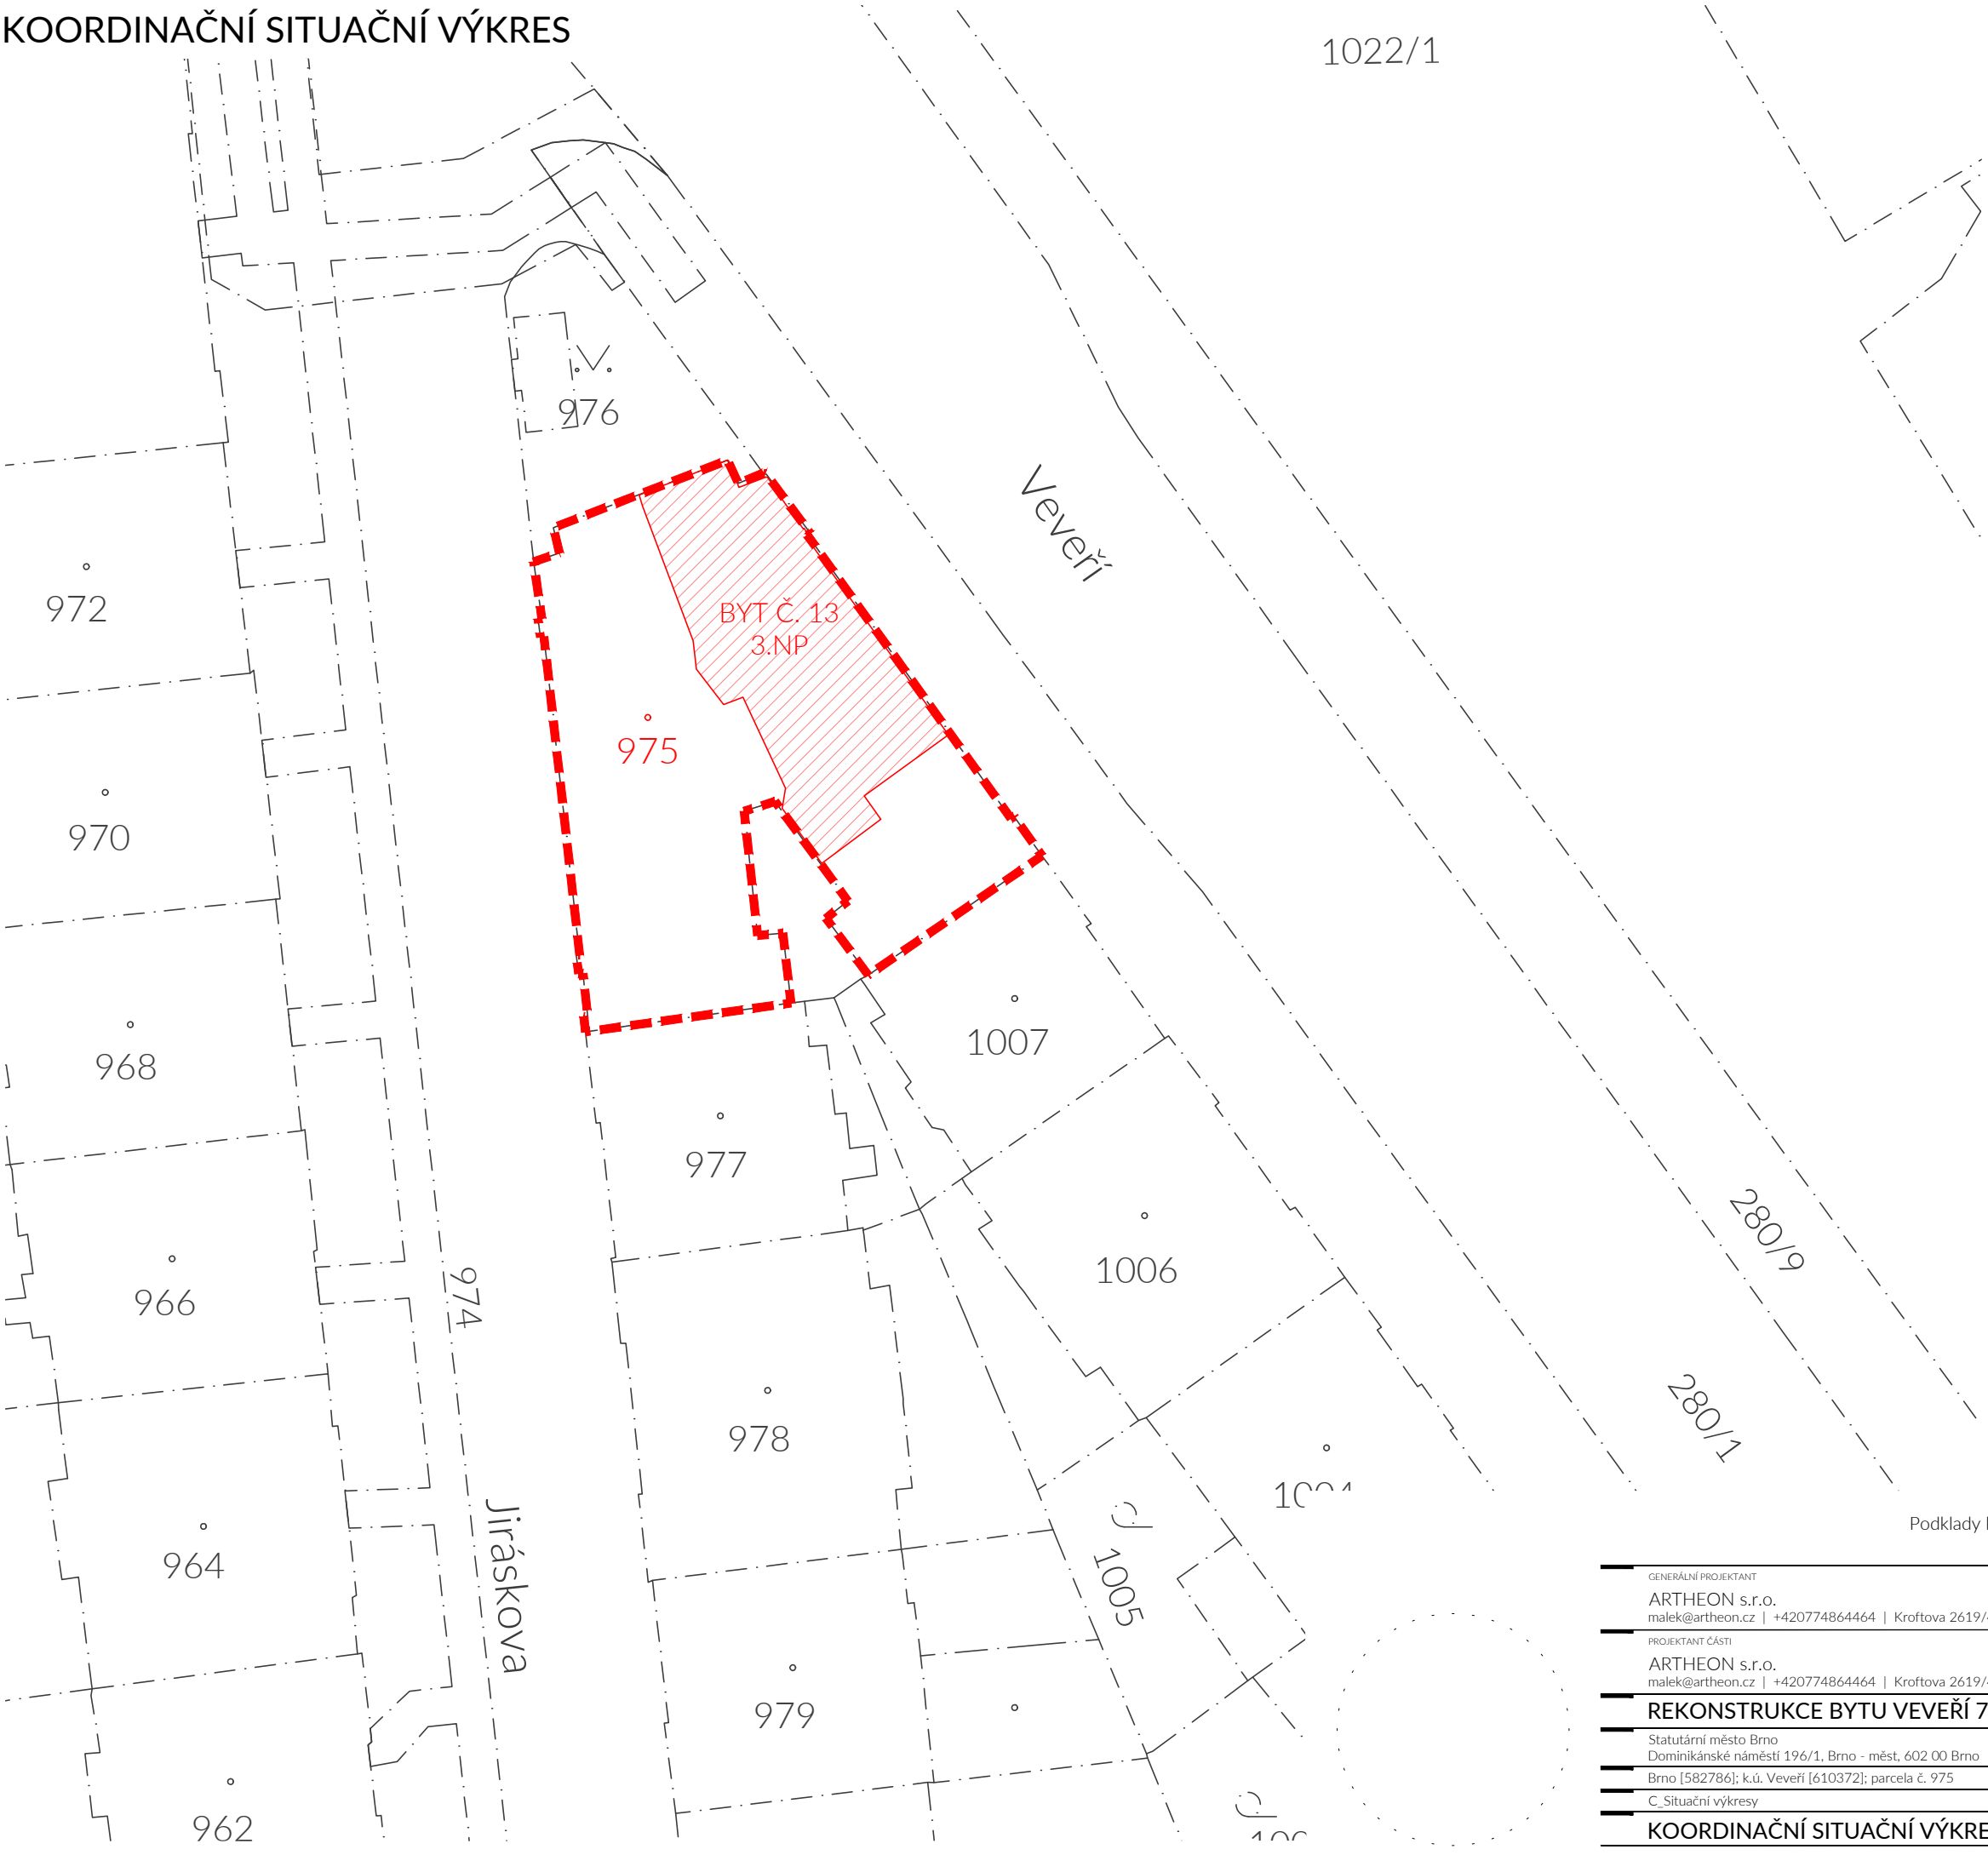 KOORDINAČNÍ SITUAČNÍ VÝKRES
1022/1
976
Veveří
972
BYT Č. 13
3.NP
975
970
968
1007
977
966
974
1006
280/9
280/1
978
964
Jiráskova
1005
979
962
Podklady
GENERÁLNÍ PROJEKTANT
ARTHEON s.r.o.
malek@artheon.cz | +420774864464 | Kroftova 2619/
PROJEKTANT ČÁSTI
ARTHEON s.r.o.
malek@artheon.cz | +420774864464 | Kroftova 2619/
REKONSTRUKCE BYTU VEVEŘÍ 7
Statutární město Brno
Dominikánské náměstí 196/1, Brno - měst, 602 00 Brno
Brno [582786]; k.ú. Veveří [610372]; parcela č. 975
C_Situační výkresy
KOORDINAČNÍ SITUAČNÍ VÝKRE